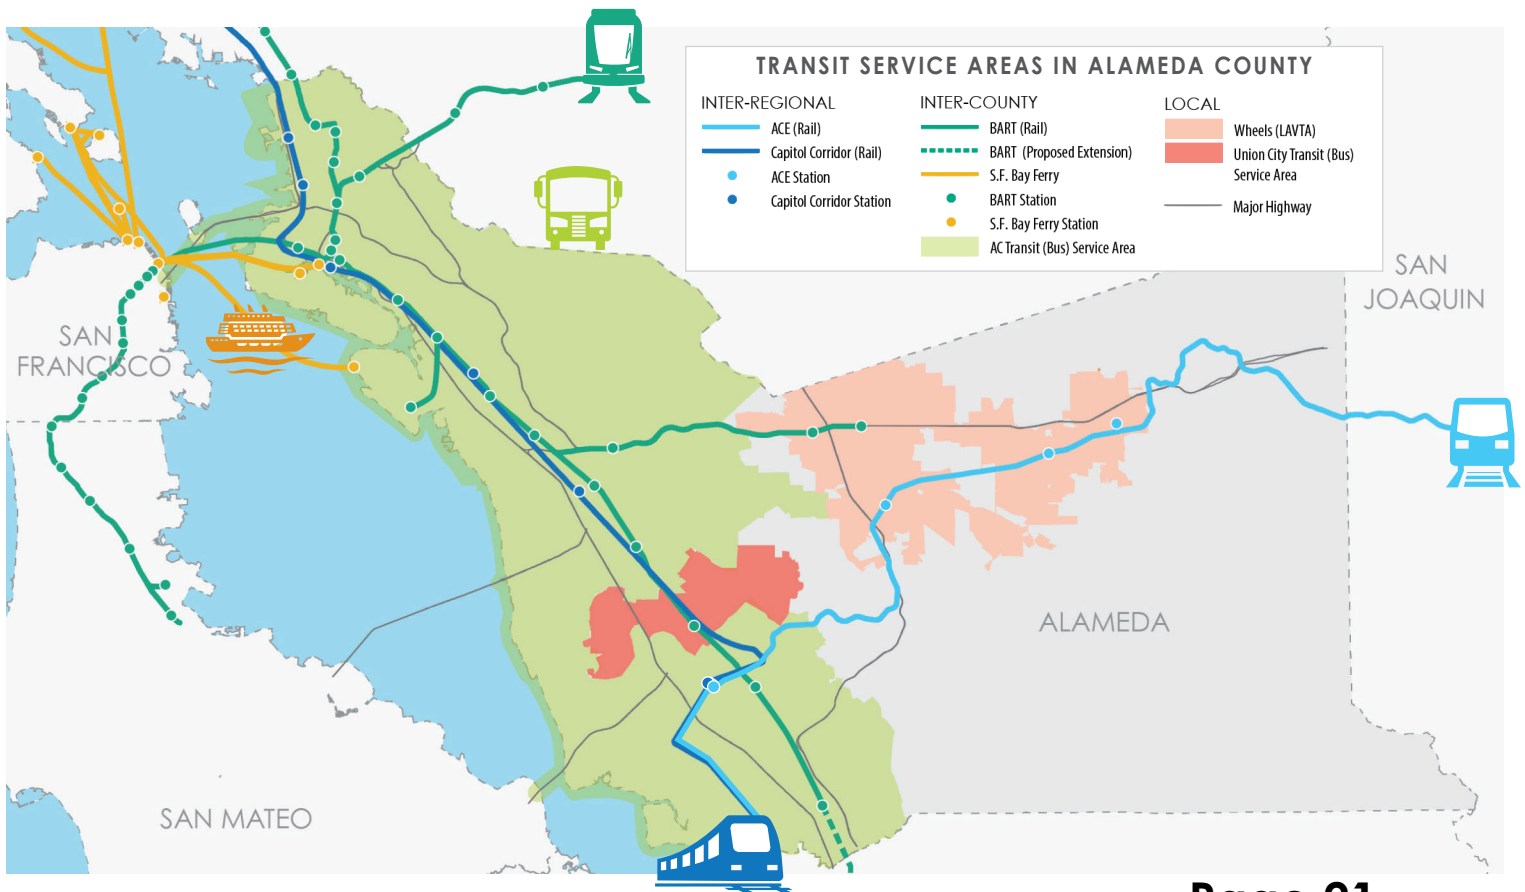 TRANSIT SERVICE AREAS IN ALAMEDA COUNTY
INTER-REGIONAL
ACE (Rail)
Capitol Corridor (Rail)
ACE Station
Capitol Corridor Station
INTER-COUNTY
BART (Rail)
BART (Proposed Extension)
S.F. Bay Ferry
BART Station
S.F. Bay Ferry Station
AC Transit (Bus) Service Area
LOCAL
Wheels (LAVTA)
Union City Transit (Bus)
Service Area
Major Highway
SAN
JOAQUIN
SAN
FRANCISCO
ALAMEDA
SAN MATEO